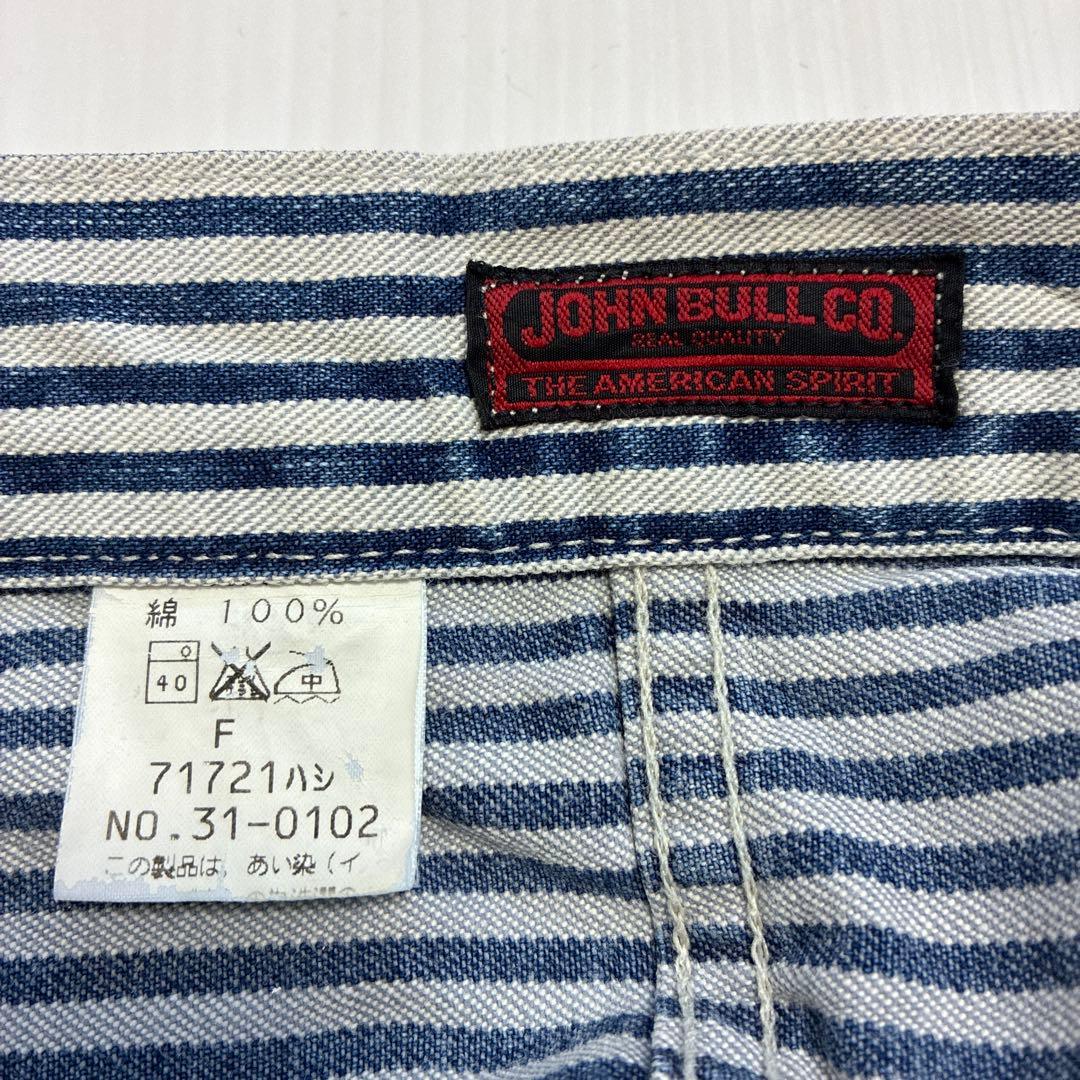 JOHN BULL CO.
REAL QUALITY
THE AMERICAN SPIRIT
綿 100%
40 中
F
71721ハシ
NO.31-0102
この製品は、あい染(イ